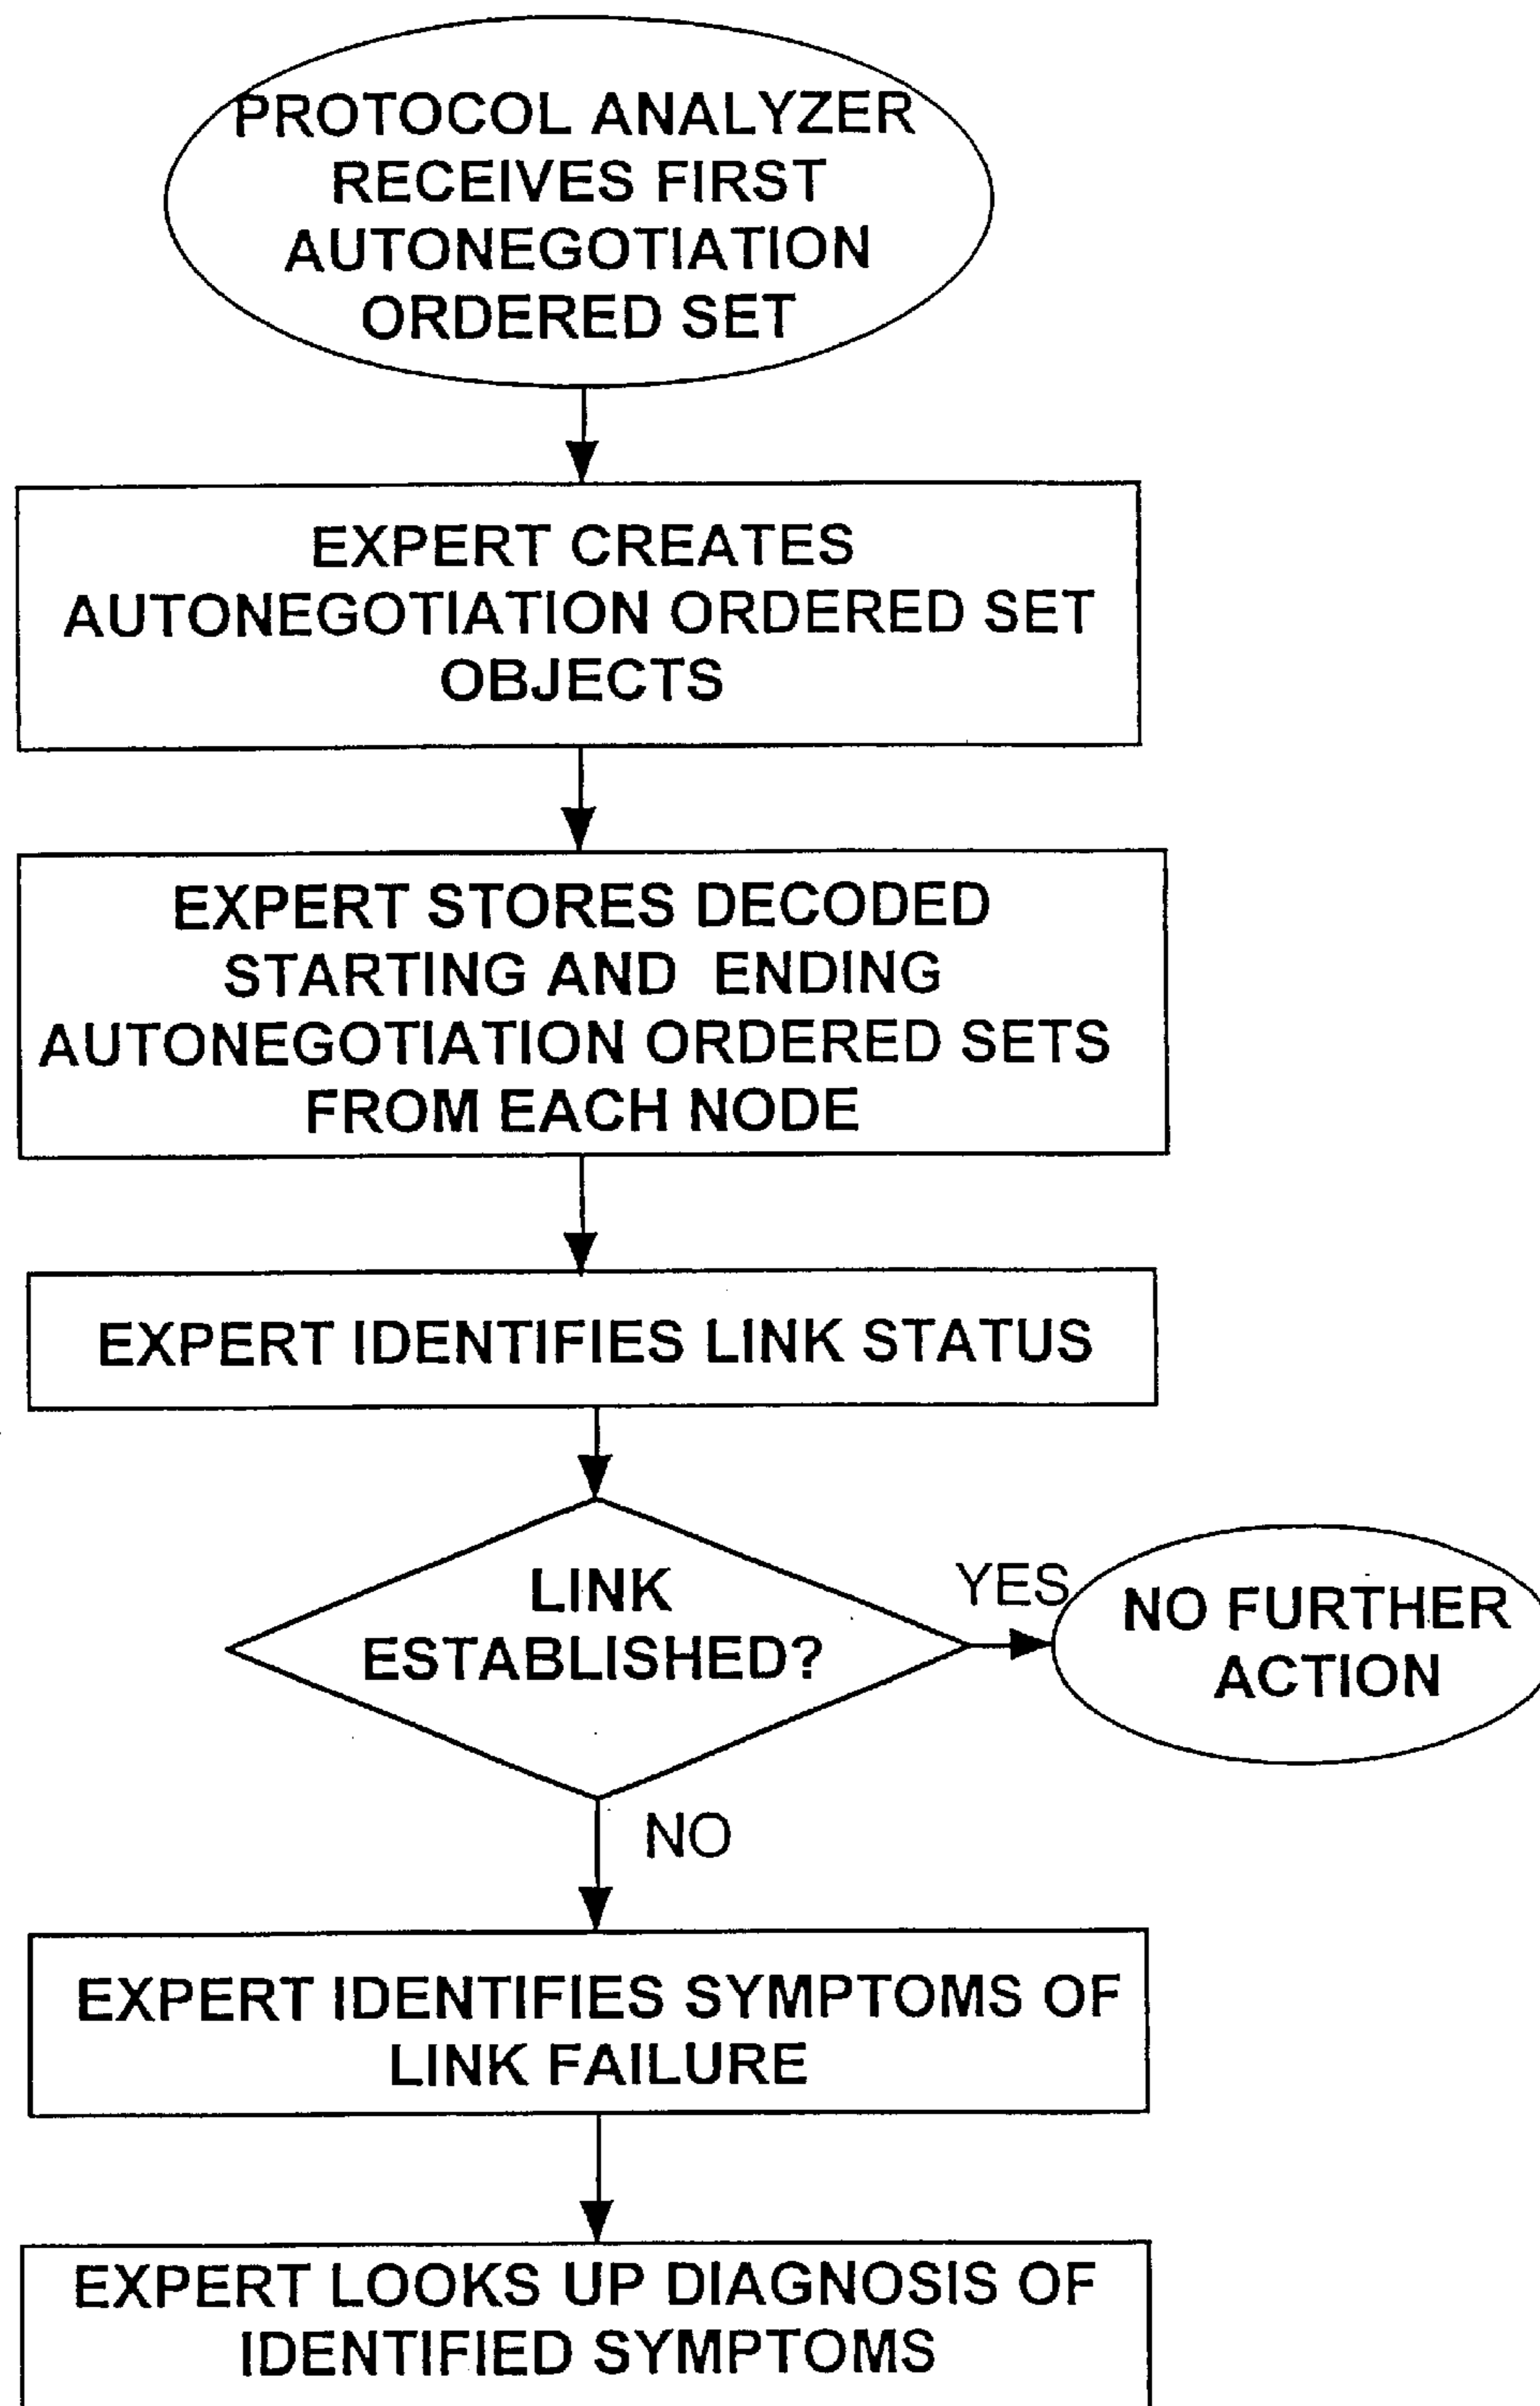 PROTOCOL ANALYZER
RECEIVES FIRST
AUTONEGOTIATION
ORDERED SET
EXPERT CREATES
AUTONEGOTIATION ORDERED SET
OBJECTS
EXPERT STORES DECODED
STARTING AND ENDING
AUTONEGOTIATION ORDERED SETS
FROM EACH NODE
EXPERT IDENTIFIES LINK STATUS
LINK
ESTABLISHED?
YES
NO FURTHER
ACTION
NO
EXPERT IDENTIFIES SYMPTOMS OF
LINK FAILURE
EXPERT LOOKS UP DIAGNOSIS OF
IDENTIFIED SYMPTOMS